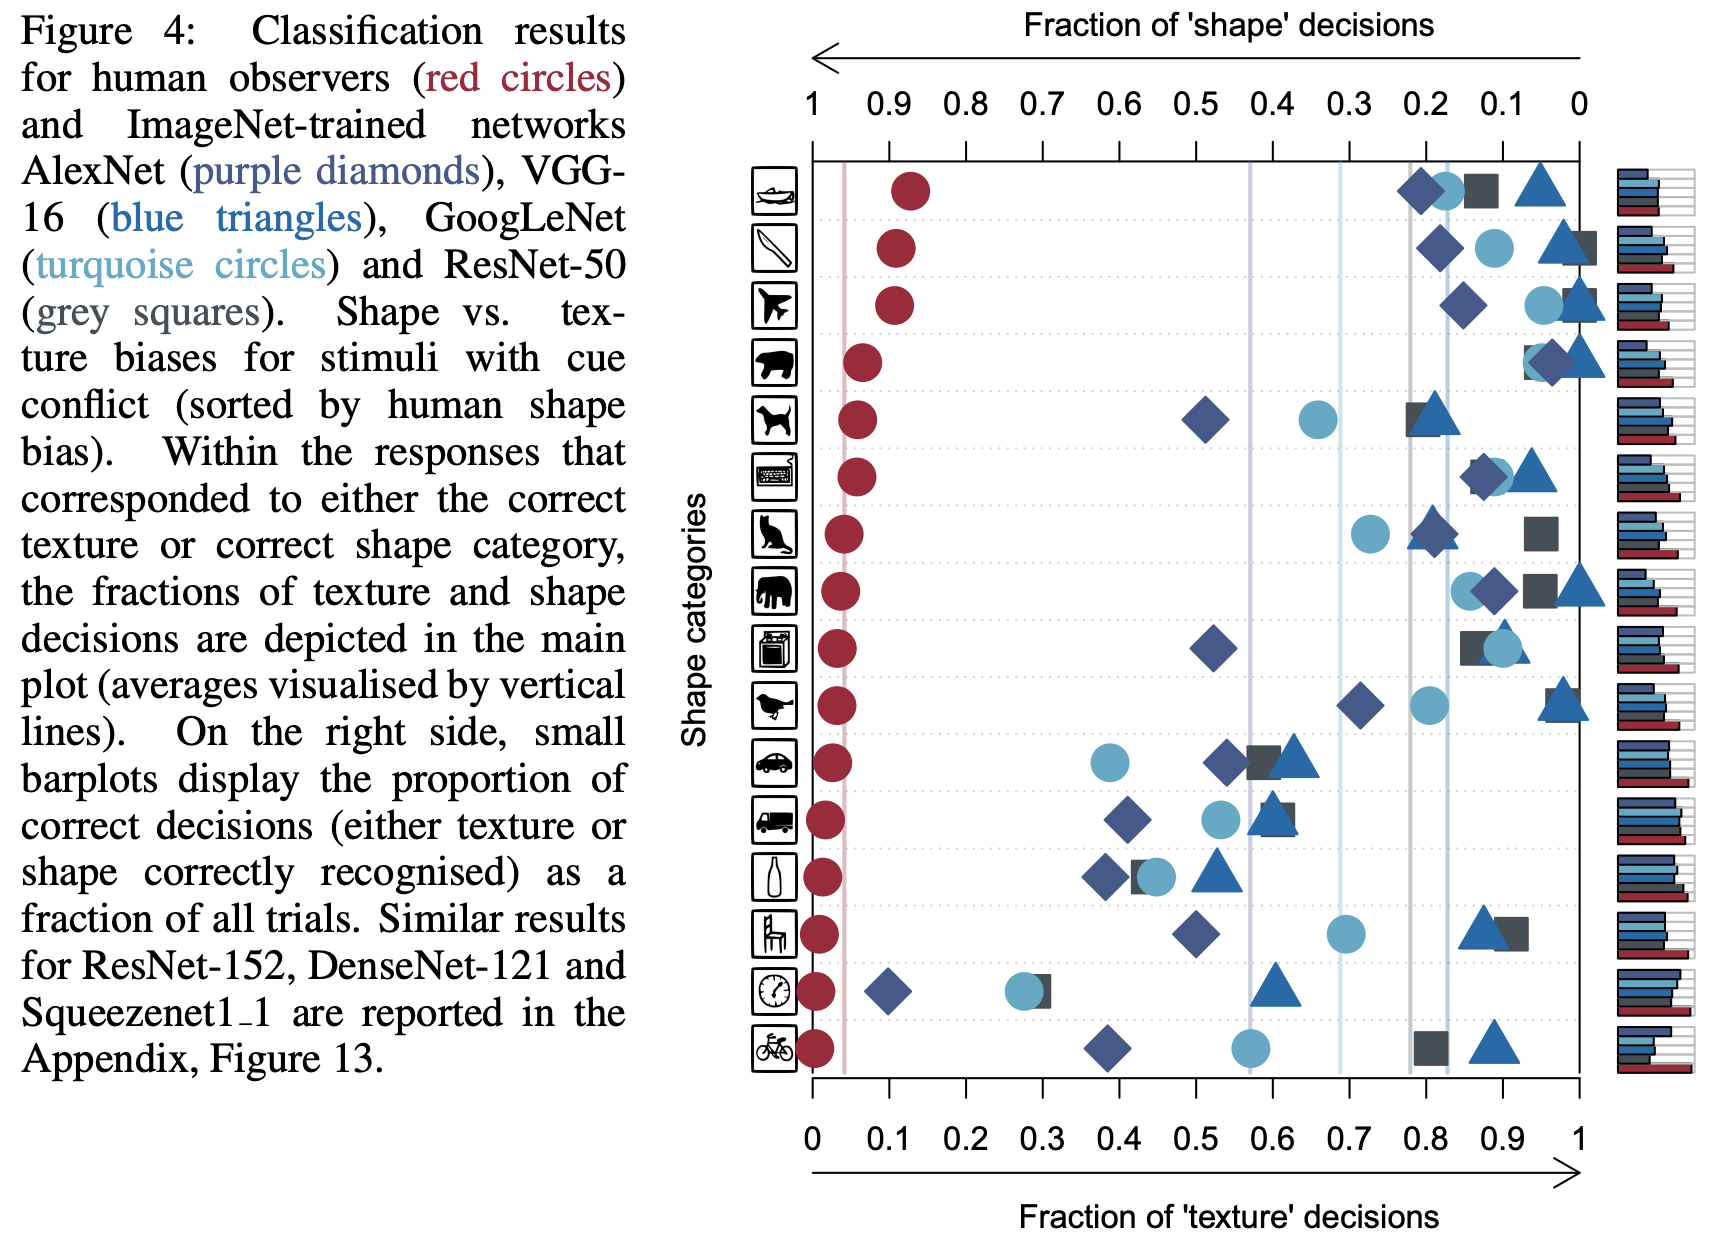 Figure 4: Classification results
for human observers (red circles)
and ImageNet-trained networks
AlexNet (purple diamonds), VGG-
16 (blue triangles), GoogLeNet
(turquoise circles) and ResNet-50
(grey squares). Shape vs. tex-
ture biases for stimuli with cue
conflict (sorted by human shape
bias). Within the responses that
corresponded to either the correct
texture or correct shape category,
the fractions of texture and shape
decisions are depicted in the main
plot (averages visualised by vertical
lines). On the right side, small
barplots display the proportion of
correct decisions (either texture or
shape correctly recognised) as a
fraction of all trials. Similar results
for ResNet-152, DenseNet-121 and
Squeezenet1_1 are reported in the
Appendix, Figure 13.
Fraction of 'shape' decisions
1 0.9 0.8 0.7 0.6 0.5 0.4 0.3 0.2 0.1 0
Shape categories
0 0.1 0.2 0.3 0.4 0.5 0.6 0.7 0.8 0.9 1
Fraction of 'texture' decisions